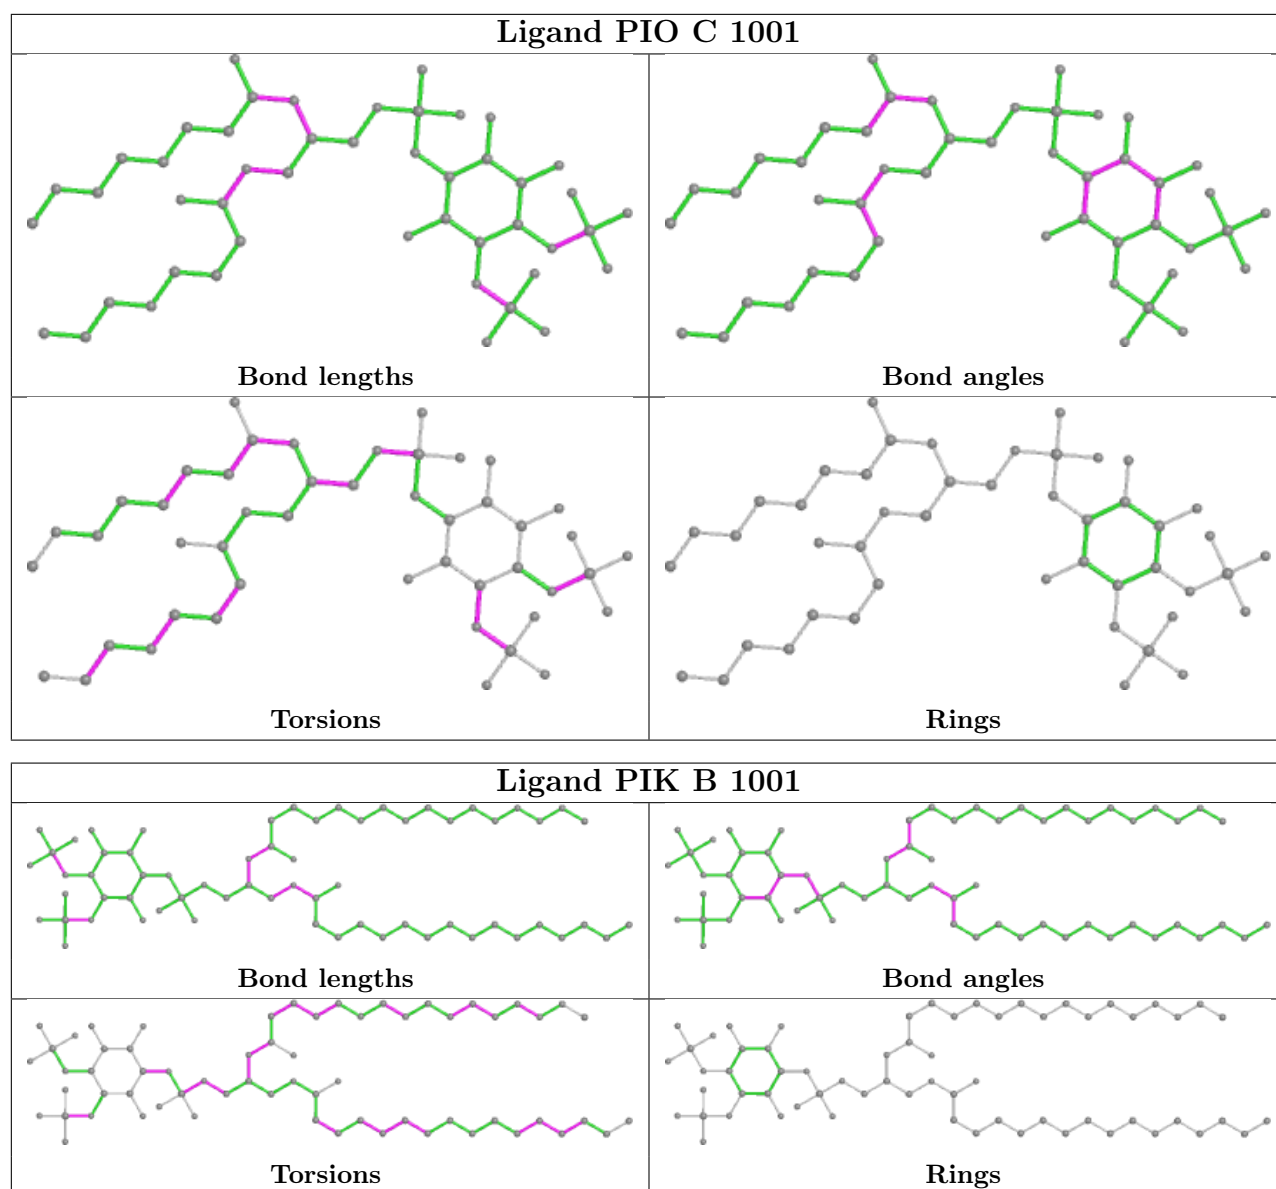 Ligand PIO C 1001
Bond lengths
Bond angles
Torsions
Rings
Ligand PIK B 1001
Bond lengths
Bond angles
Torsions
Rings